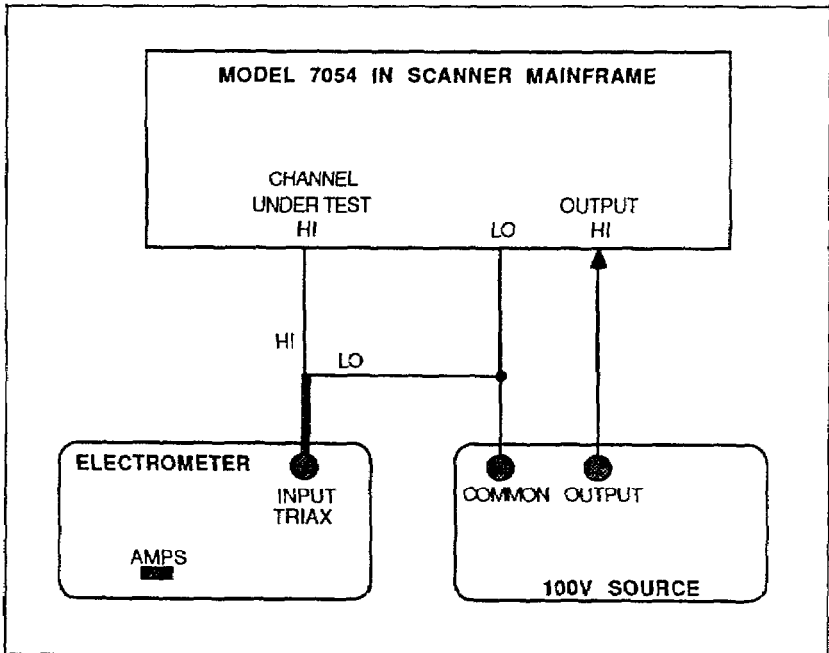 MODEL 7054 IN SCANNER MAINFRAME
CHANNEL
UNDER TEST
HI
LO
OUTPUT
HI
HI
LO
ELECTROMETER
INPUT
TRIAX
AMPS
COMMON
OUTPUT
100V SOURCE